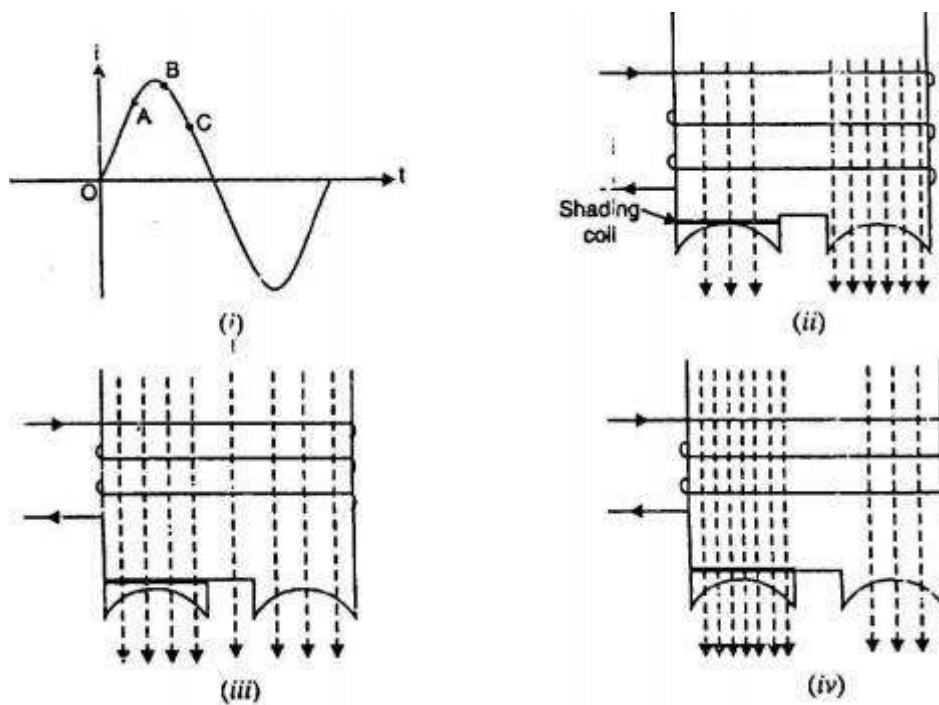 i
B
A
C
O
t
(i)
Shading
coil
(ii)
(iii)
(iv)